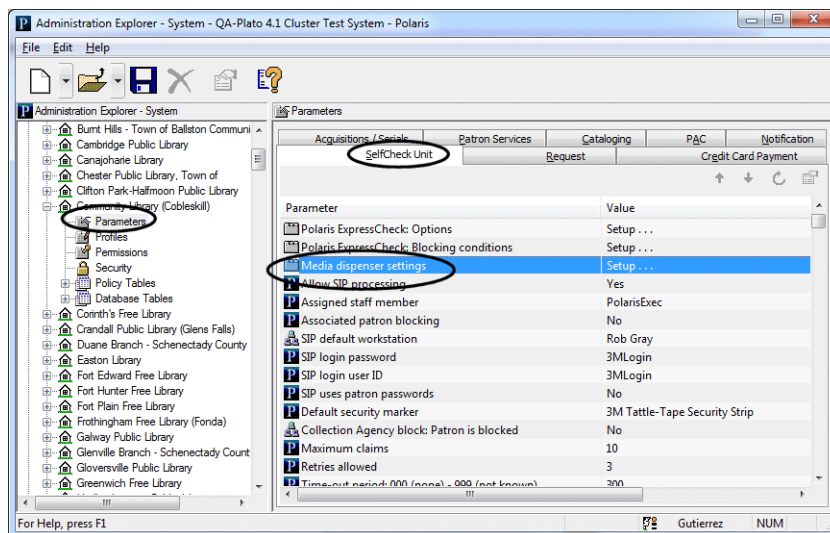 Administration Explorer - System - QA-Plato 4.1 Cluster Test System - Polaris
File Edit Help
Administration Explorer - System
Burnt Hills - Town of Ballston Communi
Cambridge Public Library
Canajoharie Library
Chester Public Library, Town of
Clifton Park-Halfmoon Public Library
Community Library (Cobleskill)
Parameters
Profiles
Permissions
Security
Policy Tables
Database Tables
Corinth's Free Library
Crandall Public Library (Glens Falls)
Duane Branch - Schenectady County
Easton Library
Fort Edward Free Library
Fort Hunter Free Library
Fort Plain Free Library
Frothingham Free Library (Fonda)
Galway Public Library
Glenville Branch - Schenectady Count
Gloversville Public Library
Greenwich Free Library
Parameters
Acquisitions / Serials Patron Services Cataloging PAC Notification
SelfCheck Unit Request Credit Card Payment
Parameter Value
Polaris ExpressCheck: Options Setup . . .
Polaris ExpressCheck: Blocking conditions Setup . . .
Media dispenser settings Setup . . .
Allow SIP processing Yes
Assigned staff member PolarisExec
Associated patron blocking No
SIP default workstation Rob Gray
SIP login password 3MLogin
SIP login user ID 3MLogin
SIP uses patron passwords No
Default security marker 3M Tattle-Tape Security Strip
Collection Agency block: Patron is blocked No
Maximum claims 10
Retries allowed 3
Time-out period: 000 (none) - 999 (not known) 300
For Help, press F1
Gutierrez NUM